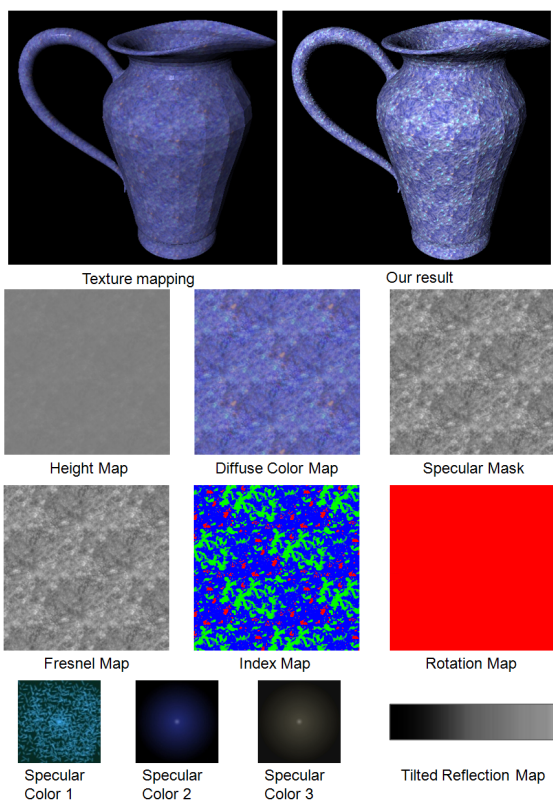 Texture mapping
Our result
Height Map
Diffuse Color Map
Specular Mask
Fresnel Map
Index Map
Rotation Map
Specular
Color 1
Specular
Color 2
Specular
Color 3
Tilted Reflection Map